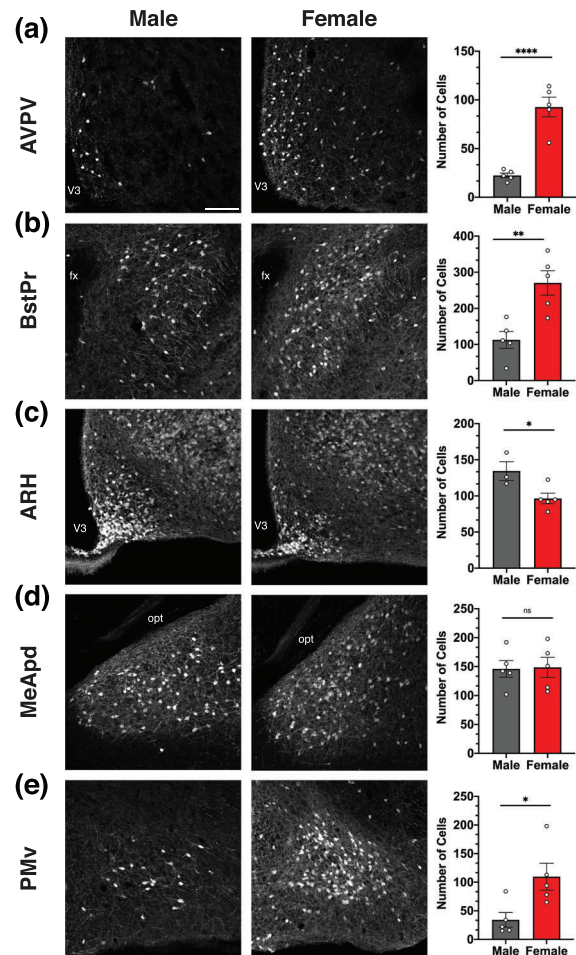 Male Female
(a)
AVPV
V3
V3
Number of Cells
150
100
50
0
****
Male Female
(b)
BstPr
fx
fx
Number of Cells
400
300
200
100
0
**
Male Female
(c)
ARH
V3
V3
Number of Cells
200
150
100
50
0
*
Male Female
(d)
MeApd
opt
opt
Number of Cells
250
200
150
100
50
0
ns
Male Female
(e)
PMv
Number of Cells
250
200
150
100
50
0
*
Male Female